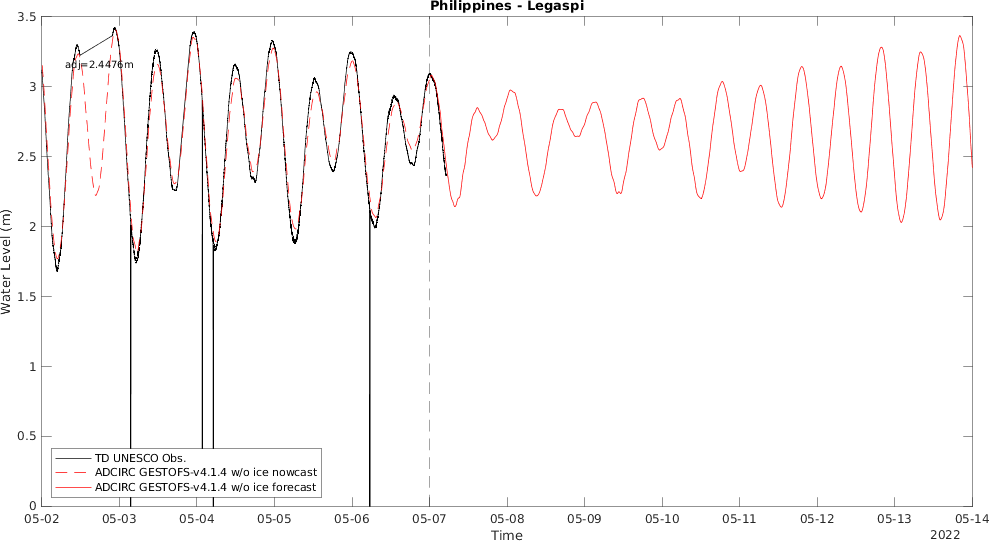 Philippines - Legaspi
3.5
3
2.5
2
1.5
1
0.5
0
Water Level (m)
adj=2.4476m
TD UNESCO Obs.
ADCIRC GESTOFS-v4.1.4 w/o ice nowcast
ADCIRC GESTOFS-v4.1.4 w/o ice forecast
05-02 05-03 05-04 05-05 05-06 05-07 05-08 05-09 05-10 05-11 05-12 05-13 05-14
Time
2022